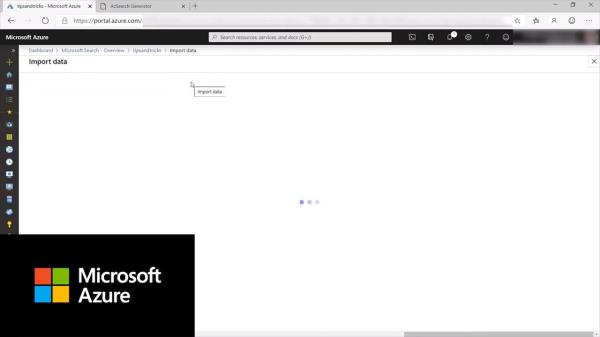 tipsandtricks - Microsoft Azure
AzSearch Generator
https://portal.azure.com/
Microsoft Azure
Search resources, services, and docs (G+/)
1
Dashboard > Microsoft.Search - Overview > tipsandtricks > Import data
Import data
Import data
Microsoft
Azure